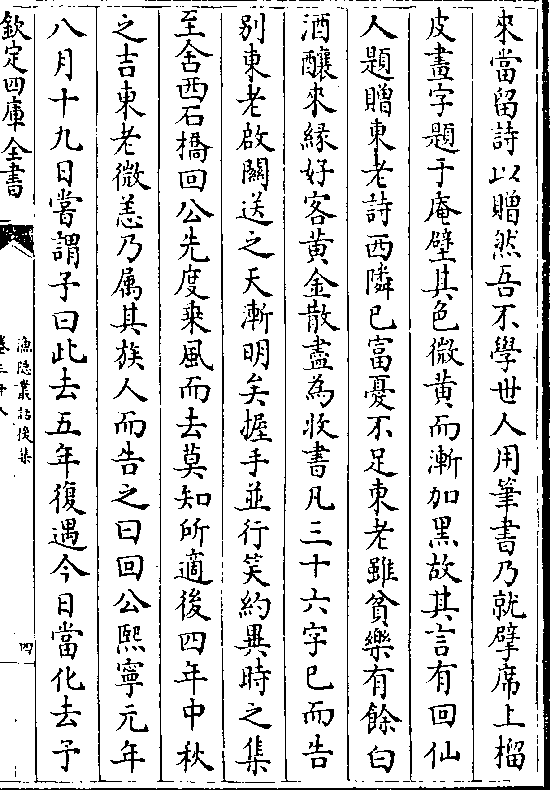 來當留詩以贈然吾不學世人用筆書乃就擘席上榴
皮畫字題于庵壁其色微黄而漸加黑故其言有回仙
人題贈東老詩西隣已富憂不足東老雖貧樂有餘白
酒釀來緣好客黄金散盡為收書凡三十六字已而告
别東老啟關送之天漸明矣握手並行笑約異時之集
至舍西石橋回公先度乗風而去莫知所適後四年中秋
之吉東老微恙乃属其族人而告之曰回公熙寧元年
八月十九日嘗謂予曰此去五年復遇今日當化去予
欽定四庫全書
漁隱叢話後集
卷三十八
四